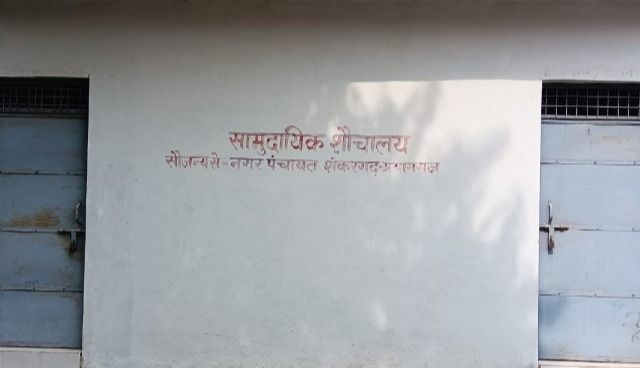 सामुदायिक शौचालय
सौजन्य से - नगर पंचायत शंकरगढ़-प्रयागराज